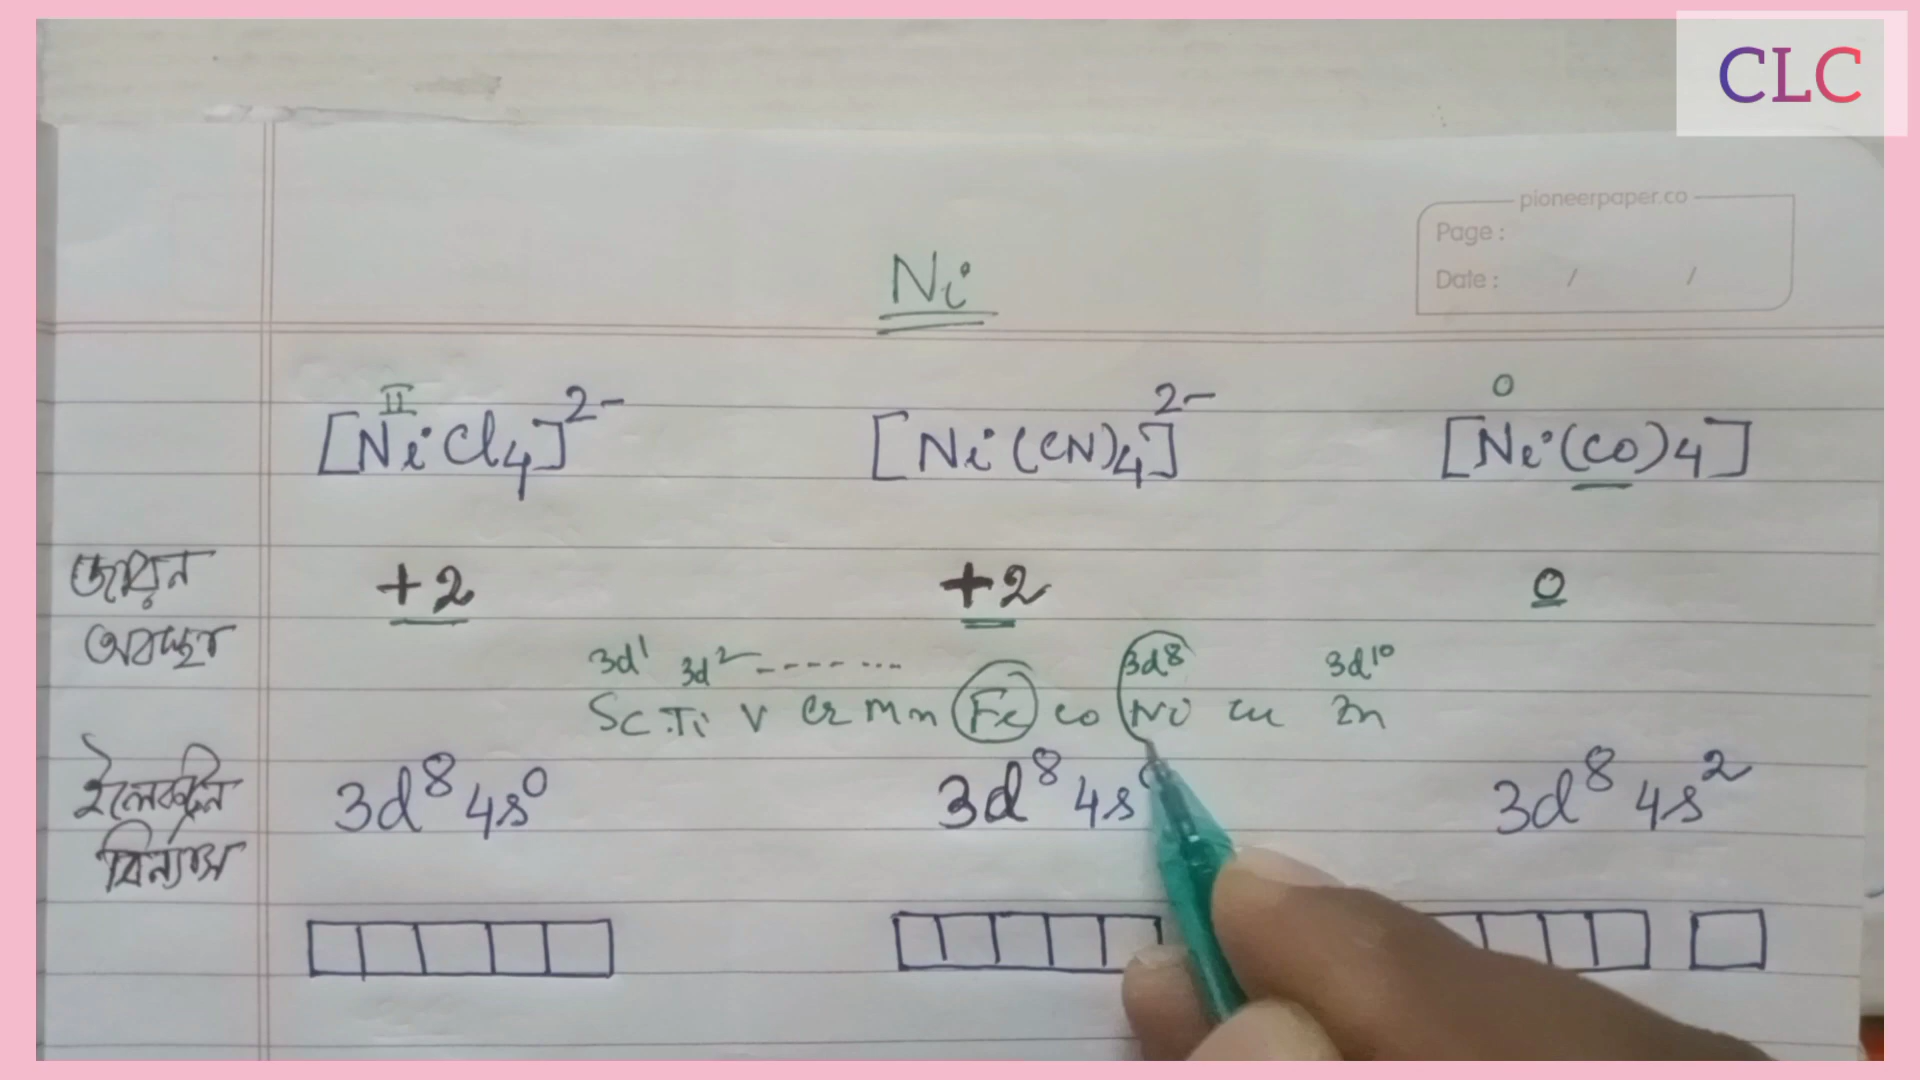 CLC
pioneerpaper.co
Page :
Date : / /
Ni
II 0
[NiCl4]2- [Ni(CN)4]2- [Ni(CO)4]
জারন +2 +2 0
অবস্থা
3d1 3d2 ------- 3d8 3d10
Sc Ti V Cr Mn Fe Co Ni Cu Zn
ইলেকট্রন 3d8 4s0 3d8 4s 3d8 4s2
বিন্যাস